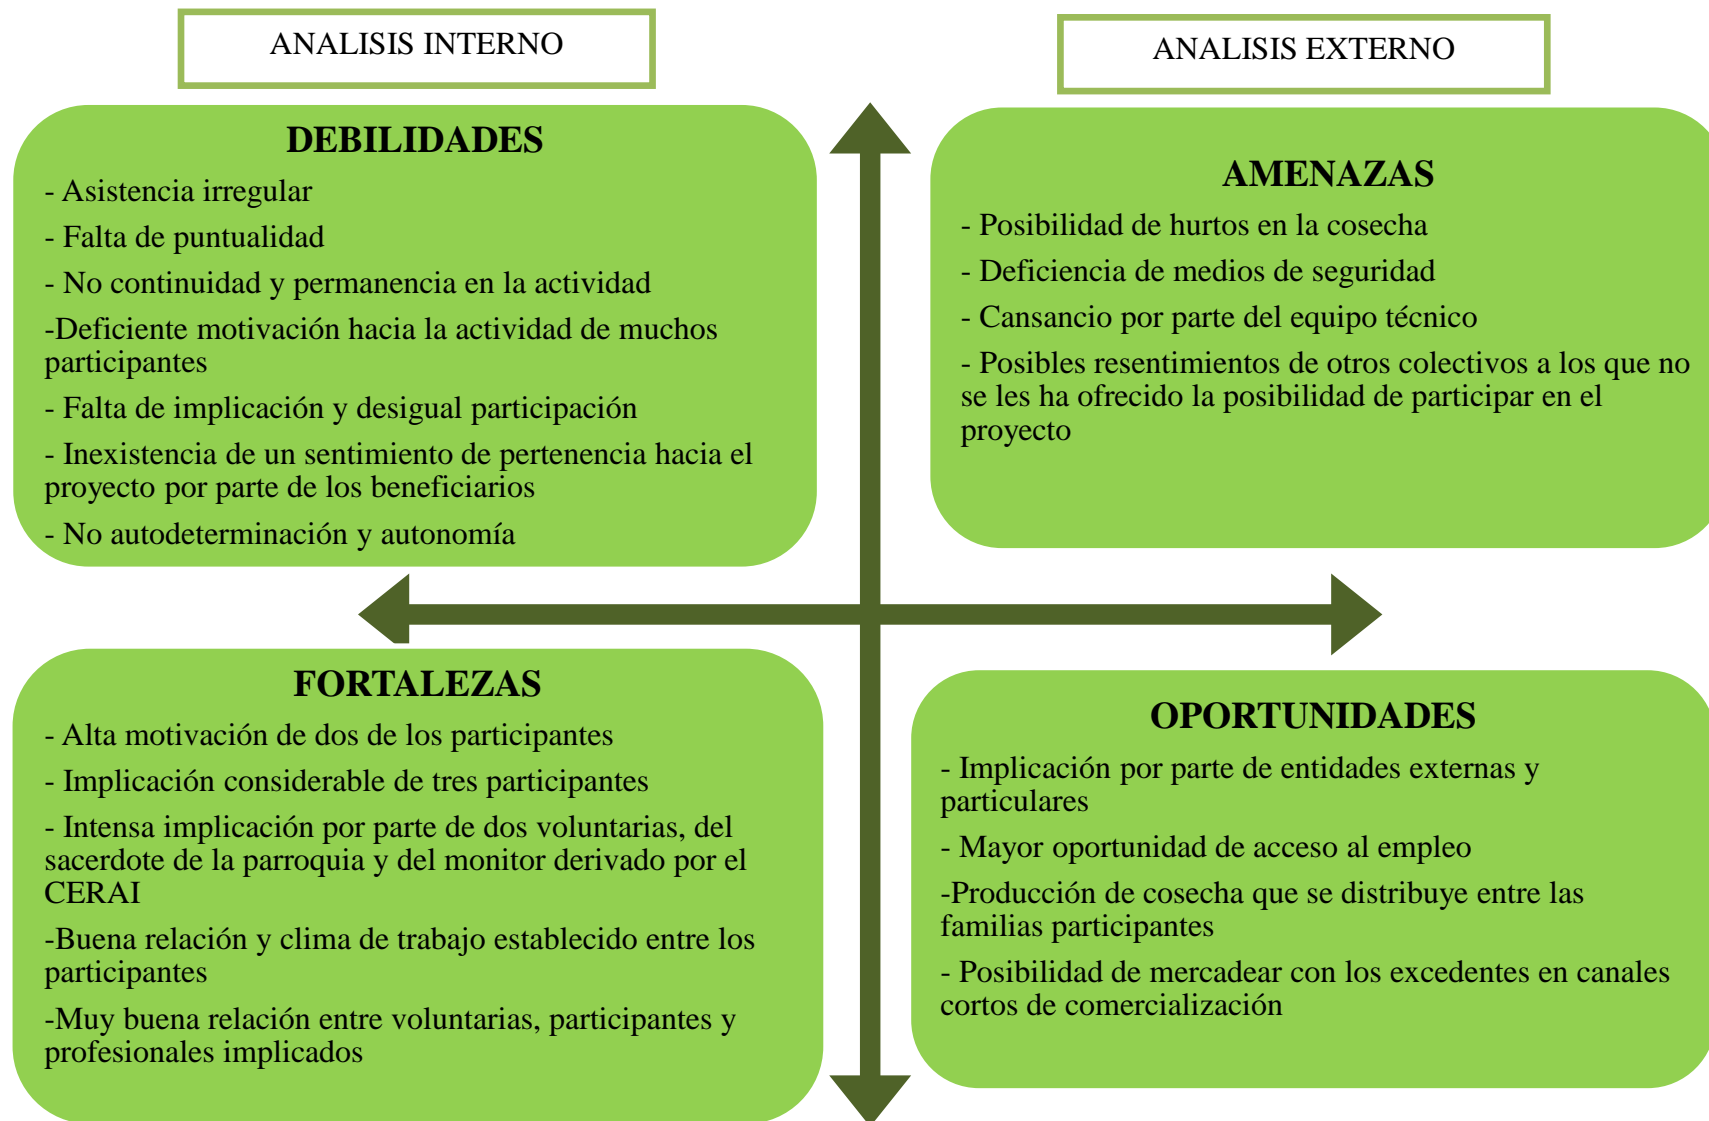 ANALISIS INTERNO
DEBILIDADES
- Asistencia irregular
- Falta de puntualidad
- No continuidad y permanencia en la actividad
-Deficiente motivación hacia la actividad de muchos
participantes
- Falta de implicación y desigual participación
- Inexistencia de un sentimiento de pertenencia hacia el
proyecto por parte de los beneficiarios
- No autodeterminación y autonomía
ANALISIS EXTERNO
AMENAZAS
- Posibilidad de hurtos en la cosecha
- Deficiencia de medios de seguridad
- Cansancio por parte del equipo técnico
- Posibles resentimientos de otros colectivos a los que no
se les ha ofrecido la posibilidad de participar en el
proyecto
FORTALEZAS
- Alta motivación de dos de los participantes
- Implicación considerable de tres participantes
- Intensa implicación por parte de dos voluntarias, del
sacerdote de la parroquia y del monitor derivado por el
CERAI
-Buena relación y clima de trabajo establecido entre los
participantes
-Muy buena relación entre voluntarias, participantes y
profesionales implicados
OPORTUNIDADES
- Implicación por parte de entidades externas y
particulares
- Mayor oportunidad de acceso al empleo
-Producción de cosecha que se distribuye entre las
familias participantes
- Posibilidad de mercadear con los excedentes en canales
cortos de comercialización